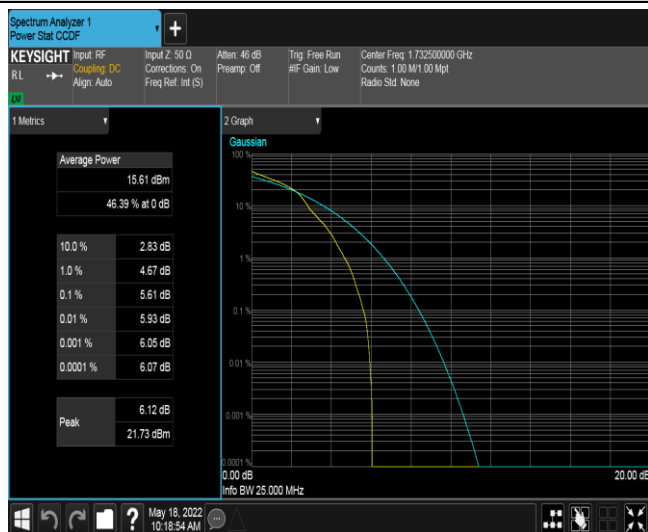 Spectrum Analyzer 1
Power Stat CCDF
KEYSIGHT
RL
LXI
Input: RF
Coupling: DC
Align: Auto
Input Z: 50 Ω
Corrections: On
Freq Ref: Int (S)
Atten: 46 dB
Preamp: Off
Trig: Free Run
#IF Gain: Low
Center Freq: 1.732500000 GHz
Counts: 1.00 M/1.00 Mpt
Radio Std: None
1 Metrics
Average Power
15.61 dBm
46.39 % at 0 dB
10.0 % 2.83 dB
1.0 % 4.67 dB
0.1 % 5.61 dB
0.01 % 5.93 dB
0.001 % 6.05 dB
0.0001 % 6.07 dB
Peak
6.12 dB
21.73 dBm
2 Graph
Gaussian
100 %
10 %
1 %
0.1 %
0.01 %
0.001 %
0.0001 %
0.00 dB
20.00 dB
Info BW 25.000 MHz
?
May 18, 2022
10:18:54 AM